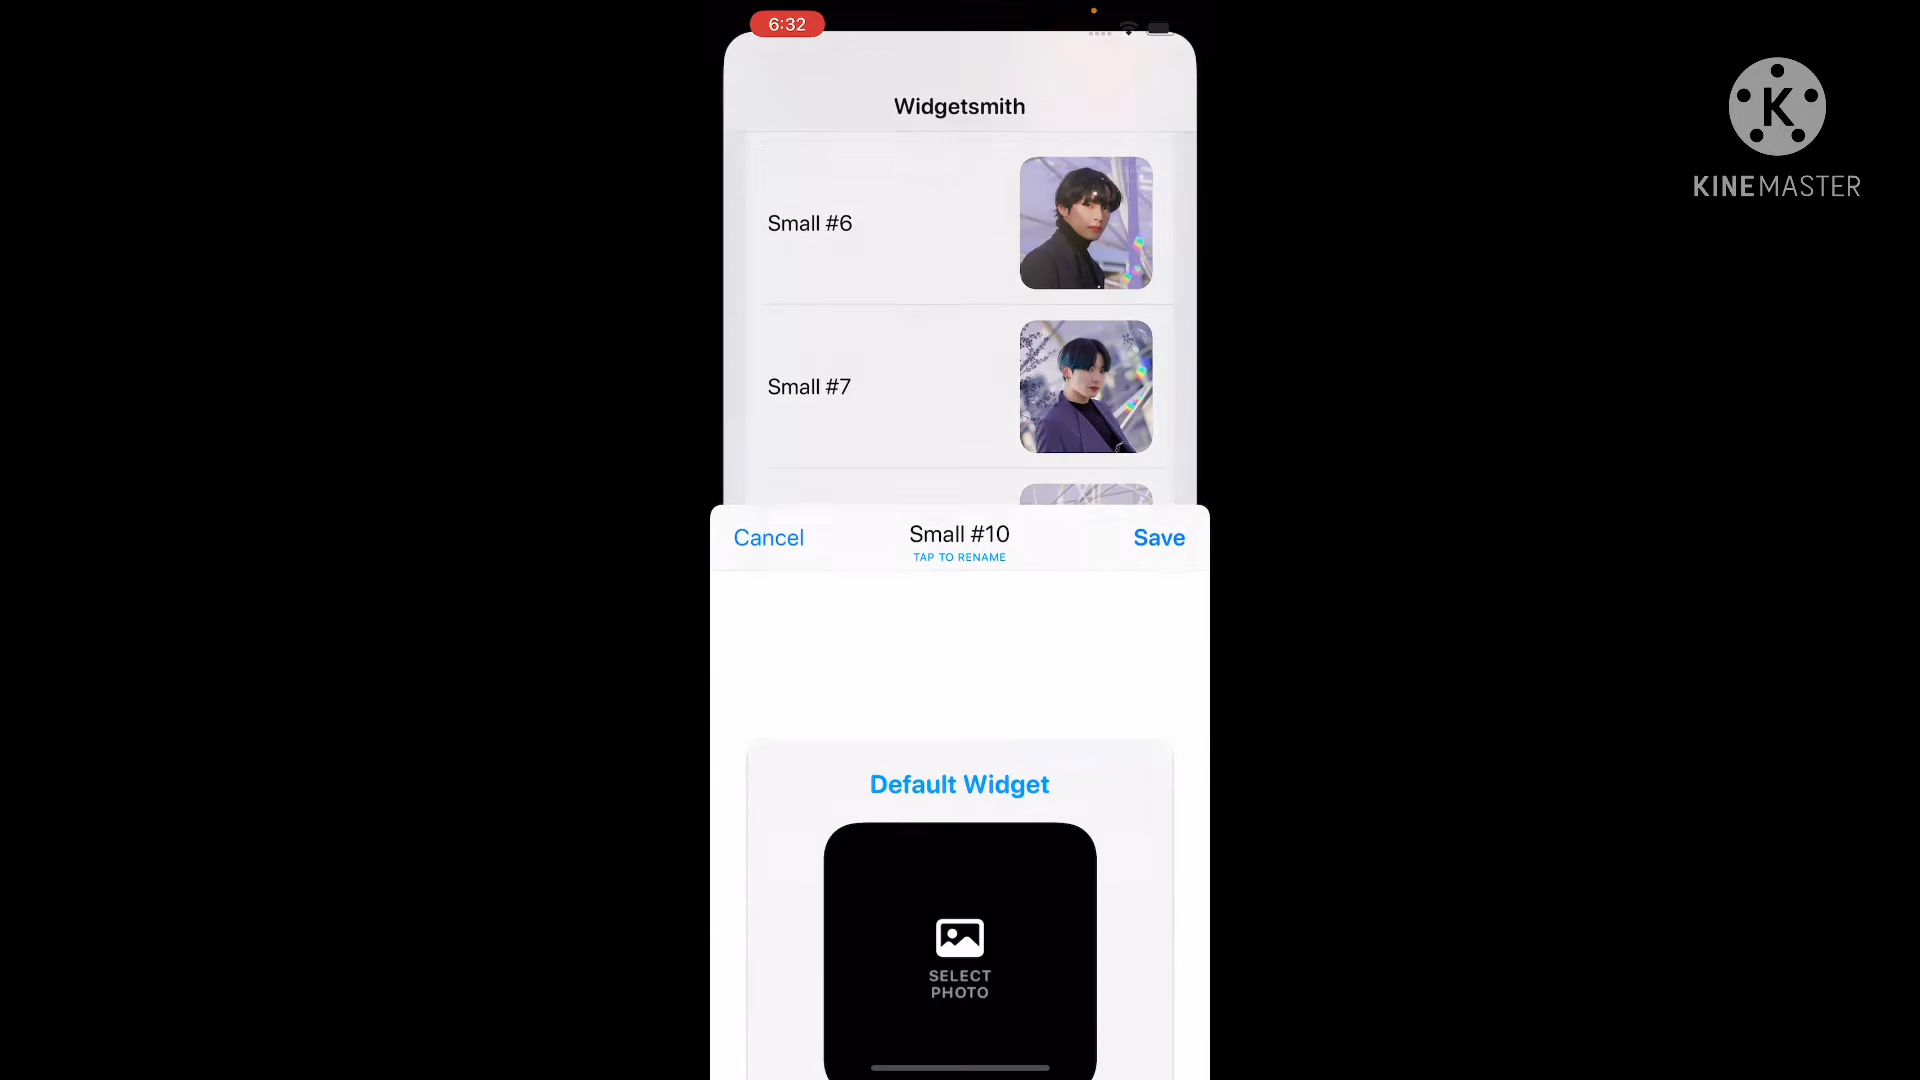 6:32
Widgetsmith
K
KINEMASTER
Small #6
Small #7
Cancel
Small #10
Save
TAP TO RENAME
Default Widget
SELECT
PHOTO